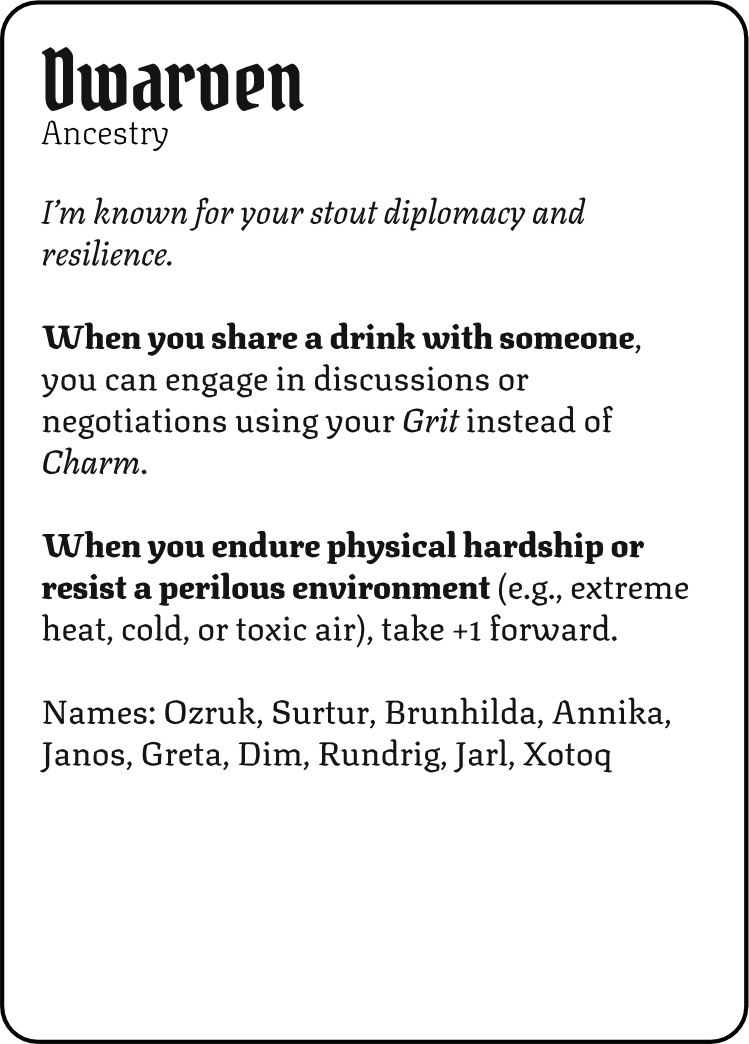 Dwarven
Ancestry
I’m known for your stout diplomacy and
resilience.
When you share a drink with someone,
you can engage in discussions or
negotiations using your Grit instead of
Charm.
When you endure physical hardship or
resist a perilous environment (e.g., extreme
heat, cold, or toxic air), take +1 forward.
Names: Ozruk, Surtur, Brunhilda, Annika,
Janos, Greta, Dim, Rundrig, Jarl, Xotoq